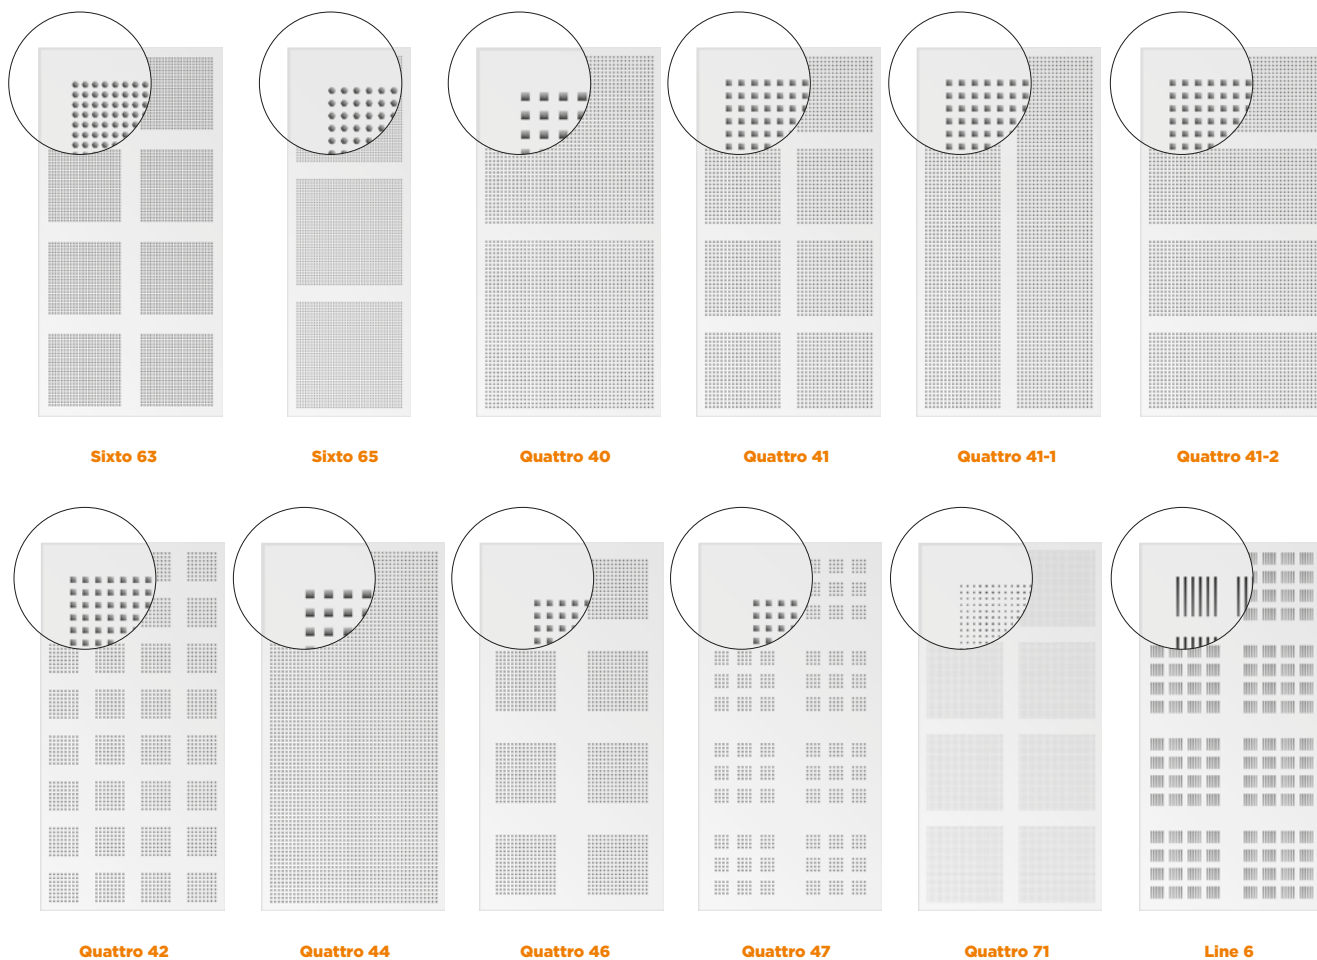 Sixto 63
Sixto 65
Quattro 40
Quattro 41
Quattro 41-1
Quattro 41-2
Quattro 42
Quattro 44
Quattro 46
Quattro 47
Quattro 71
Line 6